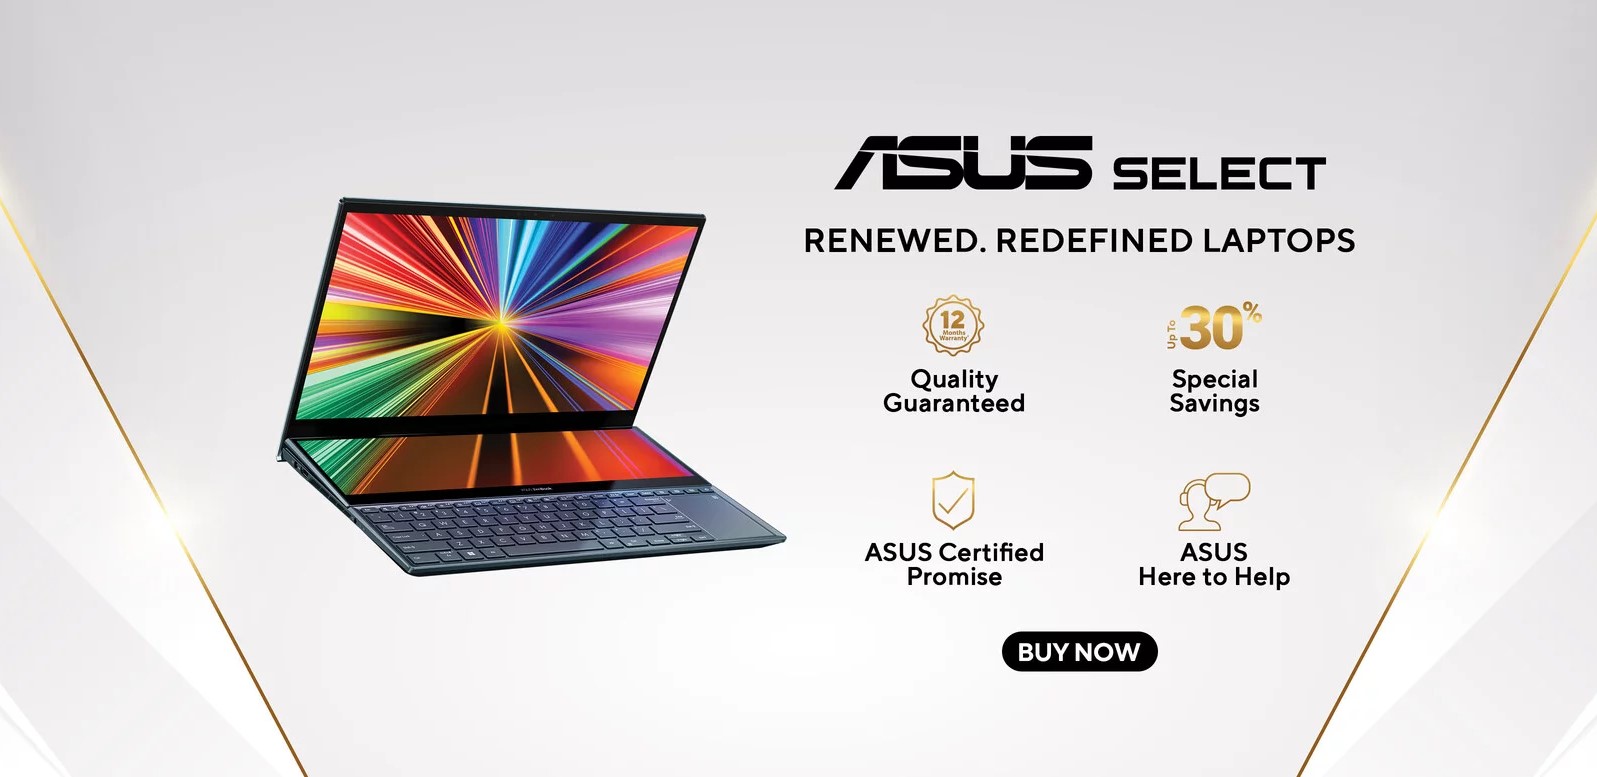 ASUS SELECT
RENEWED. REDEFINED LAPTOPS
12
Months
Warranty
Quality
Guaranteed
Up To 30%
Special
Savings
ASUS Certified
Promise
ASUS
Here to Help
BUY NOW